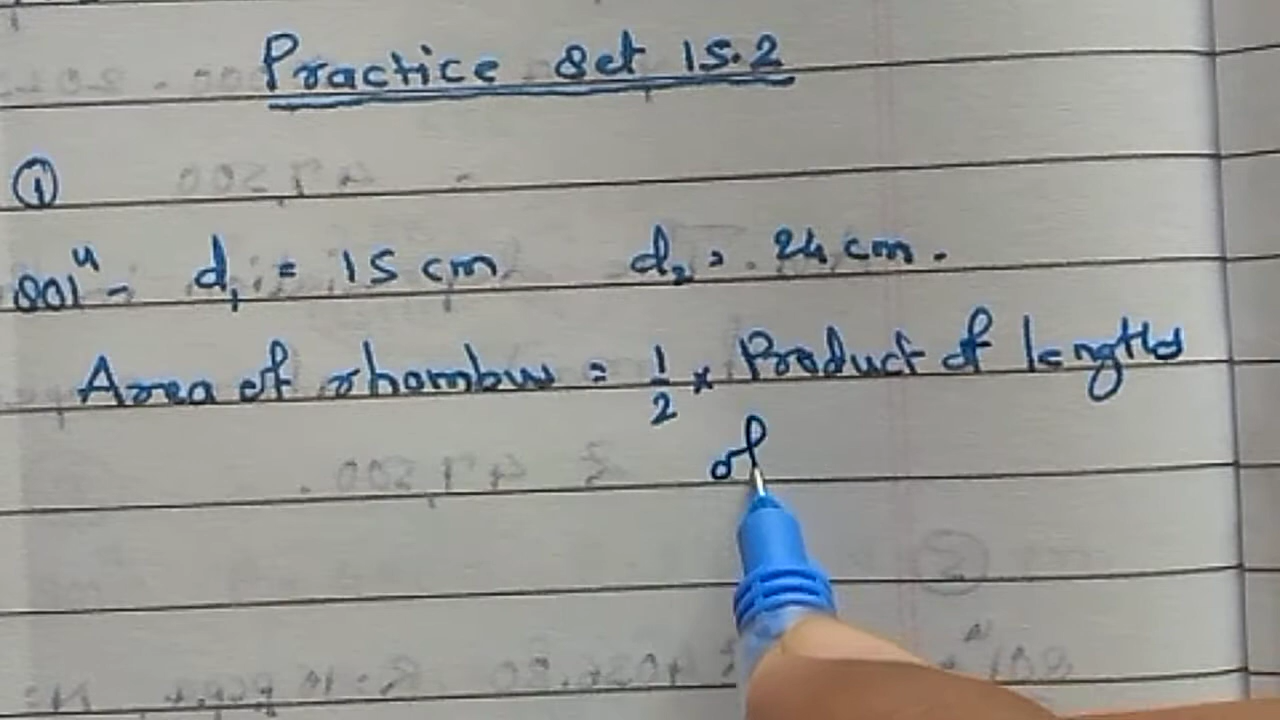 Practice Set 15.2
①
Solⁿ - d₁ = 15 cm d₂ = 24 cm.
Area of rhombus = 1/2 × Product of lengths
of